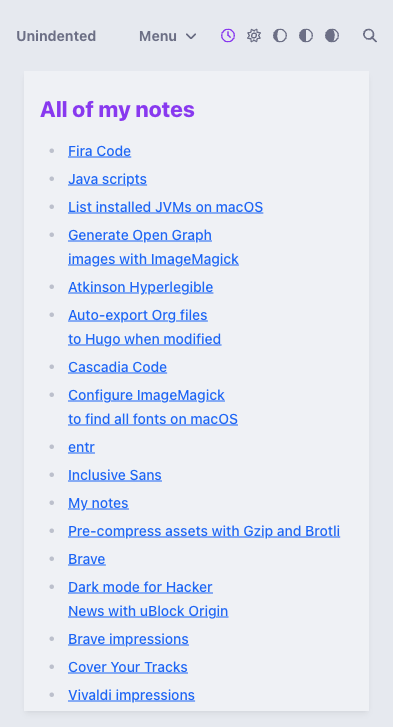 Unindented
Menu
All of my notes
Fira Code
Java scripts
List installed JVMs on macOS
Generate Open Graph
images with ImageMagick
Atkinson Hyperlegible
Auto-export Org files
to Hugo when modified
Cascadia Code
Configure ImageMagick
to find all fonts on macOS
entr
Inclusive Sans
My notes
Pre-compress assets with Gzip and Brotli
Brave
Dark mode for Hacker
News with uBlock Origin
Brave impressions
Cover Your Tracks
Vivaldi impressions